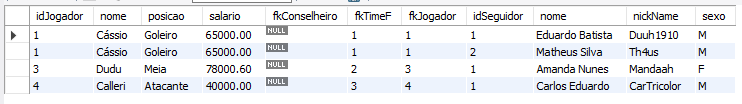 idJogador nome posicao salario fkConselheiro fkTimeF fkJogador idSeguidor nome nickName sexo
1 Cássio Goleiro 65000.00 NULL 1 1 1 Eduardo Batista Duuh1910 M
1 Cássio Goleiro 65000.00 NULL 1 1 2 Matheus Silva Th4us M
3 Dudu Meia 78000.60 NULL 2 3 1 Amanda Nunes Mandaah F
4 Calleri Atacante 40000.00 NULL 3 4 1 Carlos Eduardo CarTricolor M